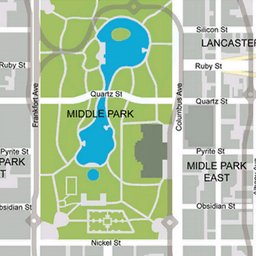 Silicon St
LANCASTER
Ruby St
Ruby St
Frankfort Ave
Columbus Ave
Quartz St
Quartz St
MIDDLE PARK
Pyrite St
Pyrite St
PARK
MIDLE PARK
EAST
Obsidian St
Obsidian St
Nickel St